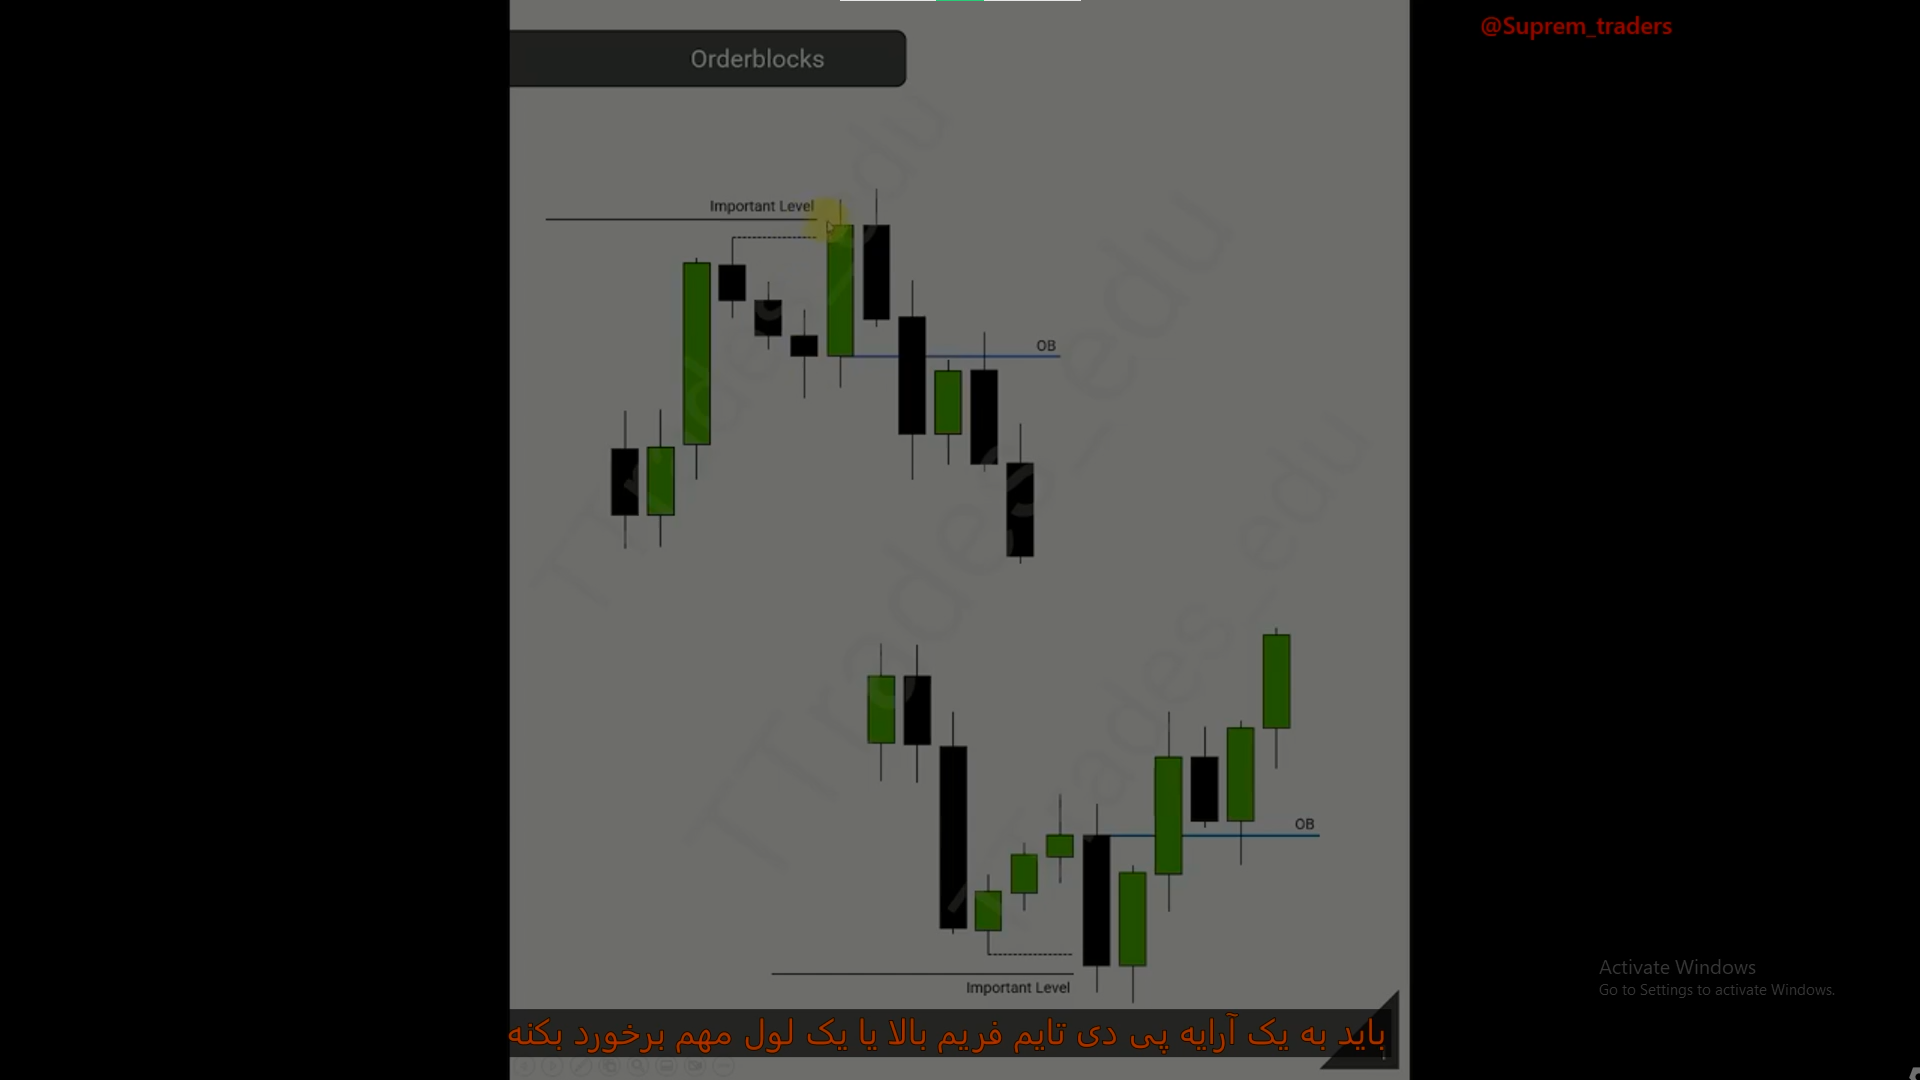 @Suprem_traders
Orderblocks
Important Level
OB
TTrades_edu
TTrades_edu
OB
Important Level
Activate Windows
Go to Settings to activate Windows.
باید به یک آرایه پی دی تایم فریم بالا یا یک لول مهم برخورد بکنه